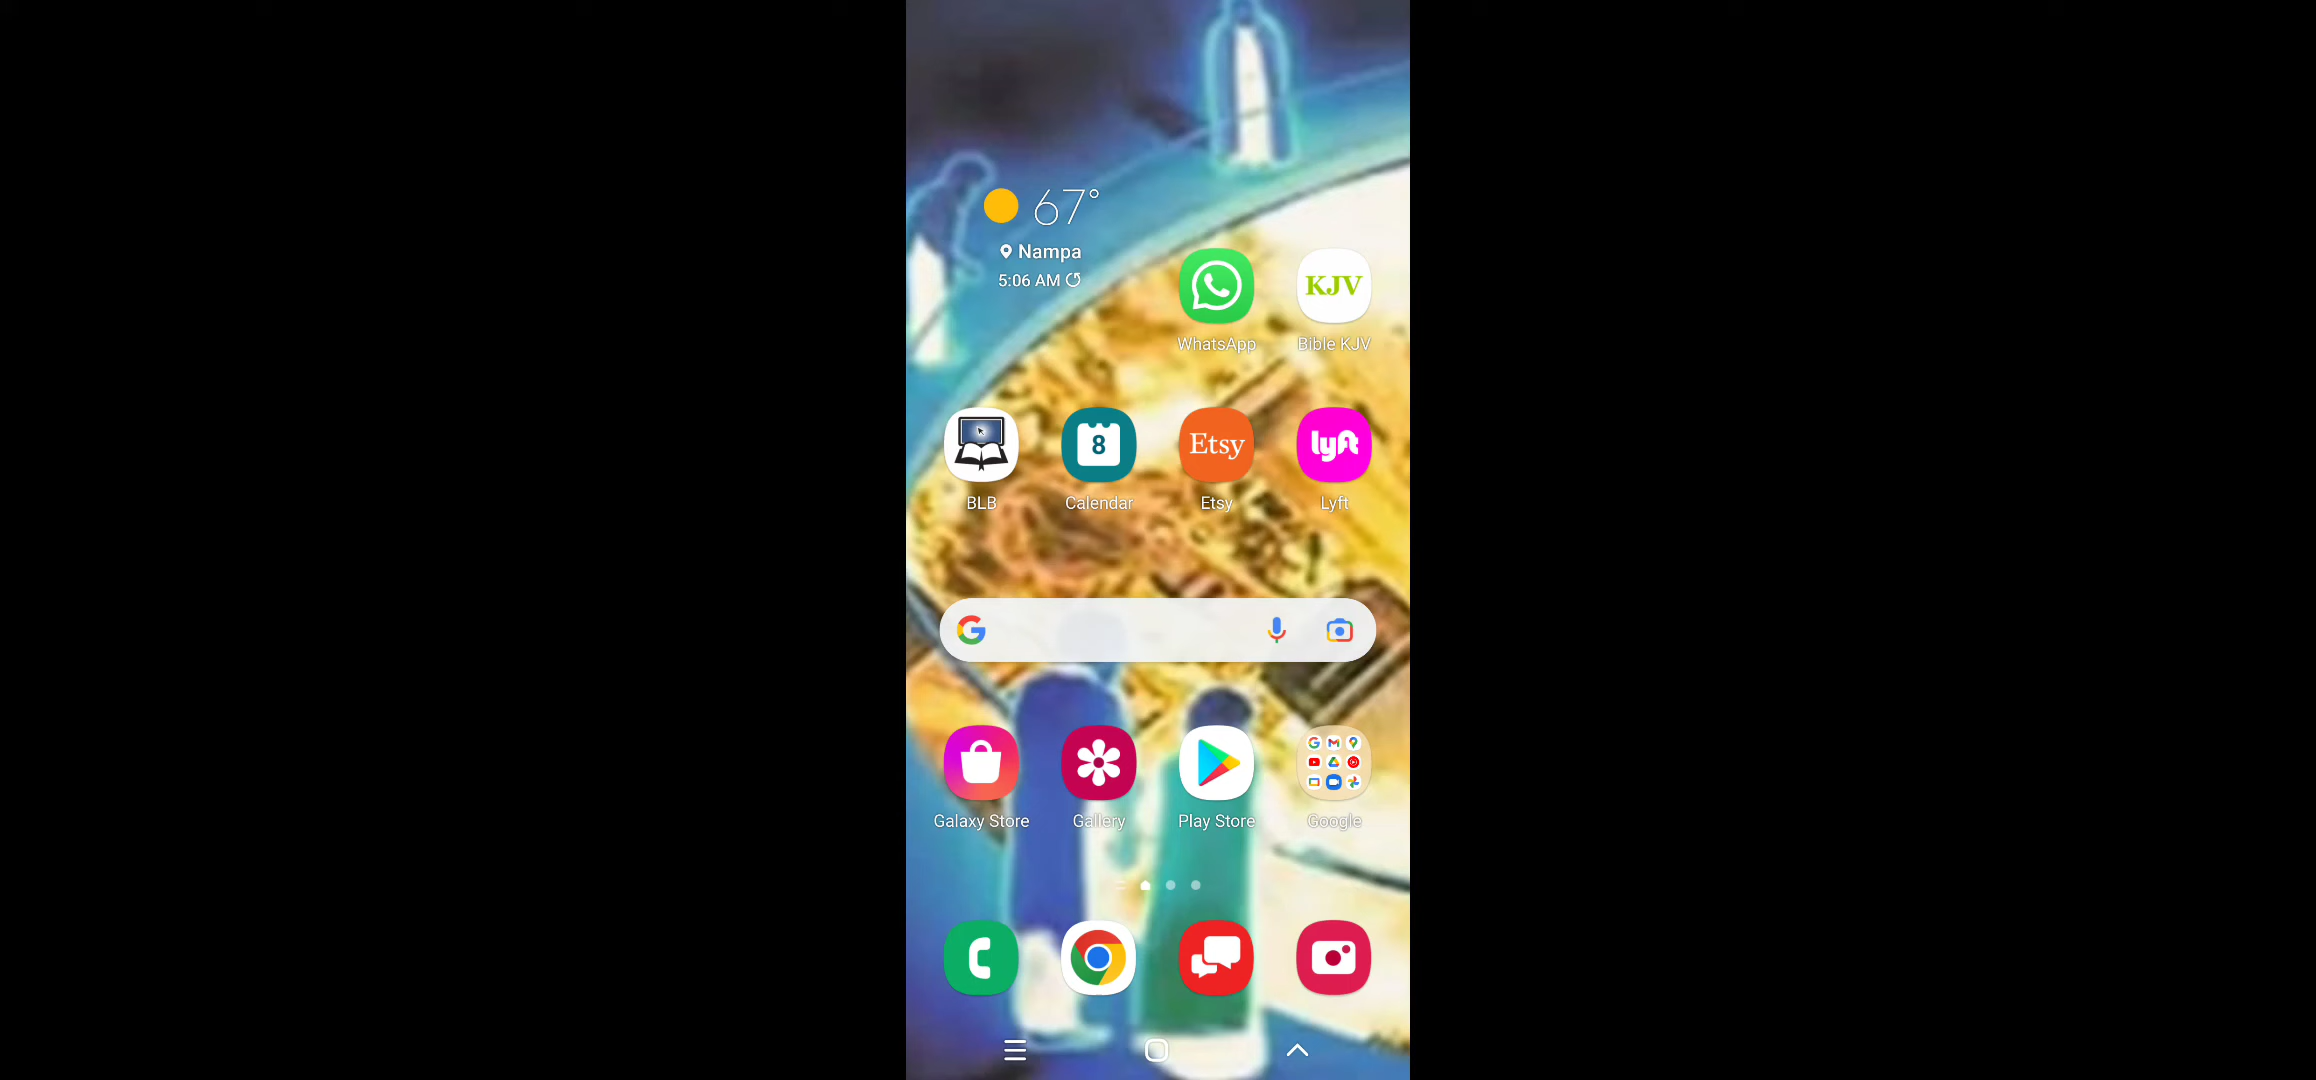 67°
Nampa
5:06 AM
KJV
WhatsApp
Bible KJV
8
Etsy
lyft
BLB
Calendar
Etsy
Lyft
Galaxy Store
Gallery
Play Store
Google